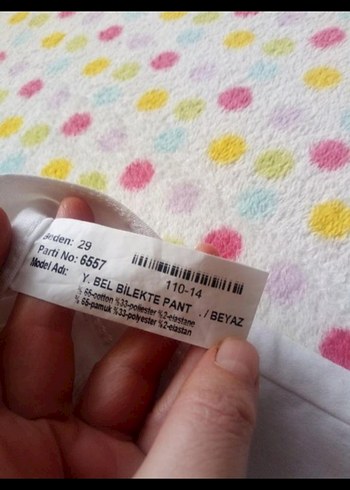 Beden: 29
Parti No: 6557
Model Adı:
110-14
Y. BEL BİLEKTE PANT . / BEYAZ
% 65-cotton %33-poliester %2-elastane
% 65-pamuk %33-polyester %2-elastan